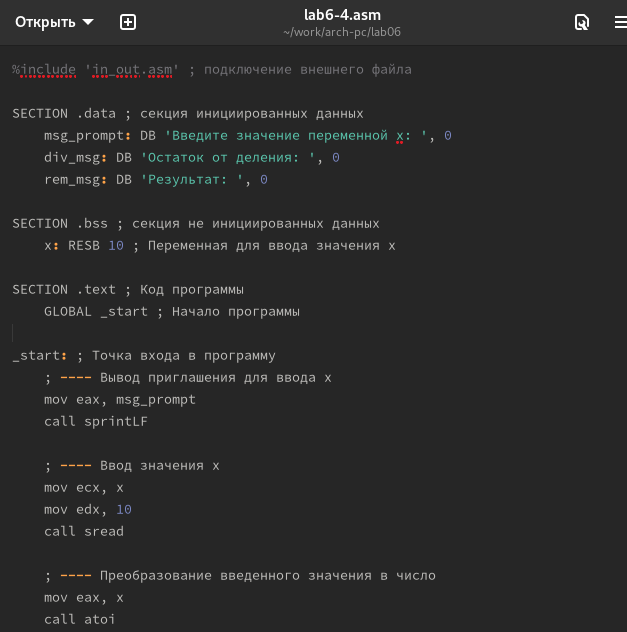 Открыть
lab6-4.asm
~/work/arch-pc/lab06
%include 'in_out.asm' ; подключение внешнего файла
SECTION .data ; секция инициированных данных
msg_prompt: DB 'Введите значение переменной x: ', 0
div_msg: DB 'Остаток от деления: ', 0
rem_msg: DB 'Результат: ', 0
SECTION .bss ; секция не инициированных данных
x: RESB 10 ; Переменная для ввода значения x
SECTION .text ; Код программы
GLOBAL _start ; Начало программы
_start: ; Точка входа в программу
; ---- Вывод приглашения для ввода x
mov eax, msg_prompt
call sprintLF
; ---- Ввод значения x
mov ecx, x
mov edx, 10
call sread
; ---- Преобразование введенного значения в число
mov eax, x
call atoi